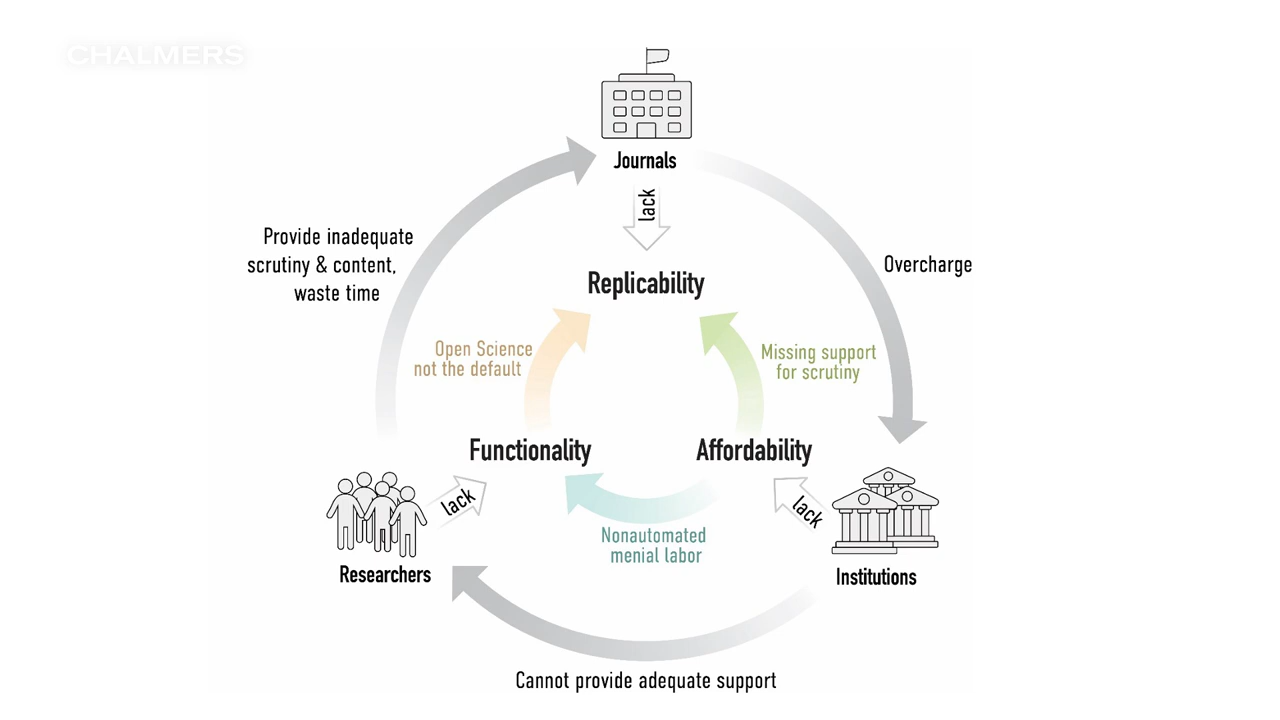 CHALMERS
Journals
lack
Provide inadequate
scrutiny & content,
waste time
Overcharge
Replicability
Open Science
not the default
Missing support
for scrutiny
Functionality
Affordability
lack
lack
Nonautomated
menial labor
Researchers
Institutions
Cannot provide adequate support